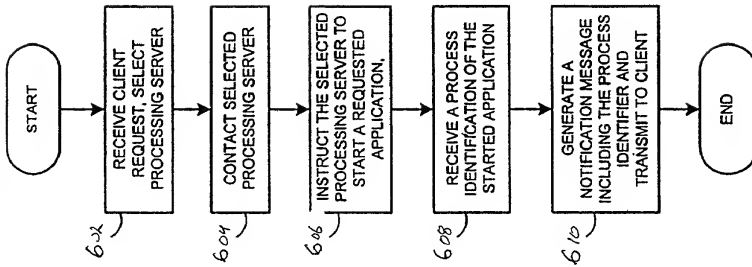 START
RECEIVE CLIENT
REQUEST, SELECT
PROCESSING SERVER
602
CONTACT SELECTED
PROCESSING SERVER
604
INSTRUCT THE SELECTED
PROCESSING SERVER TO
START A REQUESTED
APPLICATION,
606
RECEIVE A PROCESS
IDENTIFICATION OF THE
STARTED APPLICATION
608
GENERATE A
NOTIFICATION MESSAGE
INCLUDING THE PROCESS
IDENTIFIER AND
TRANSMIT TO CLIENT
610
END